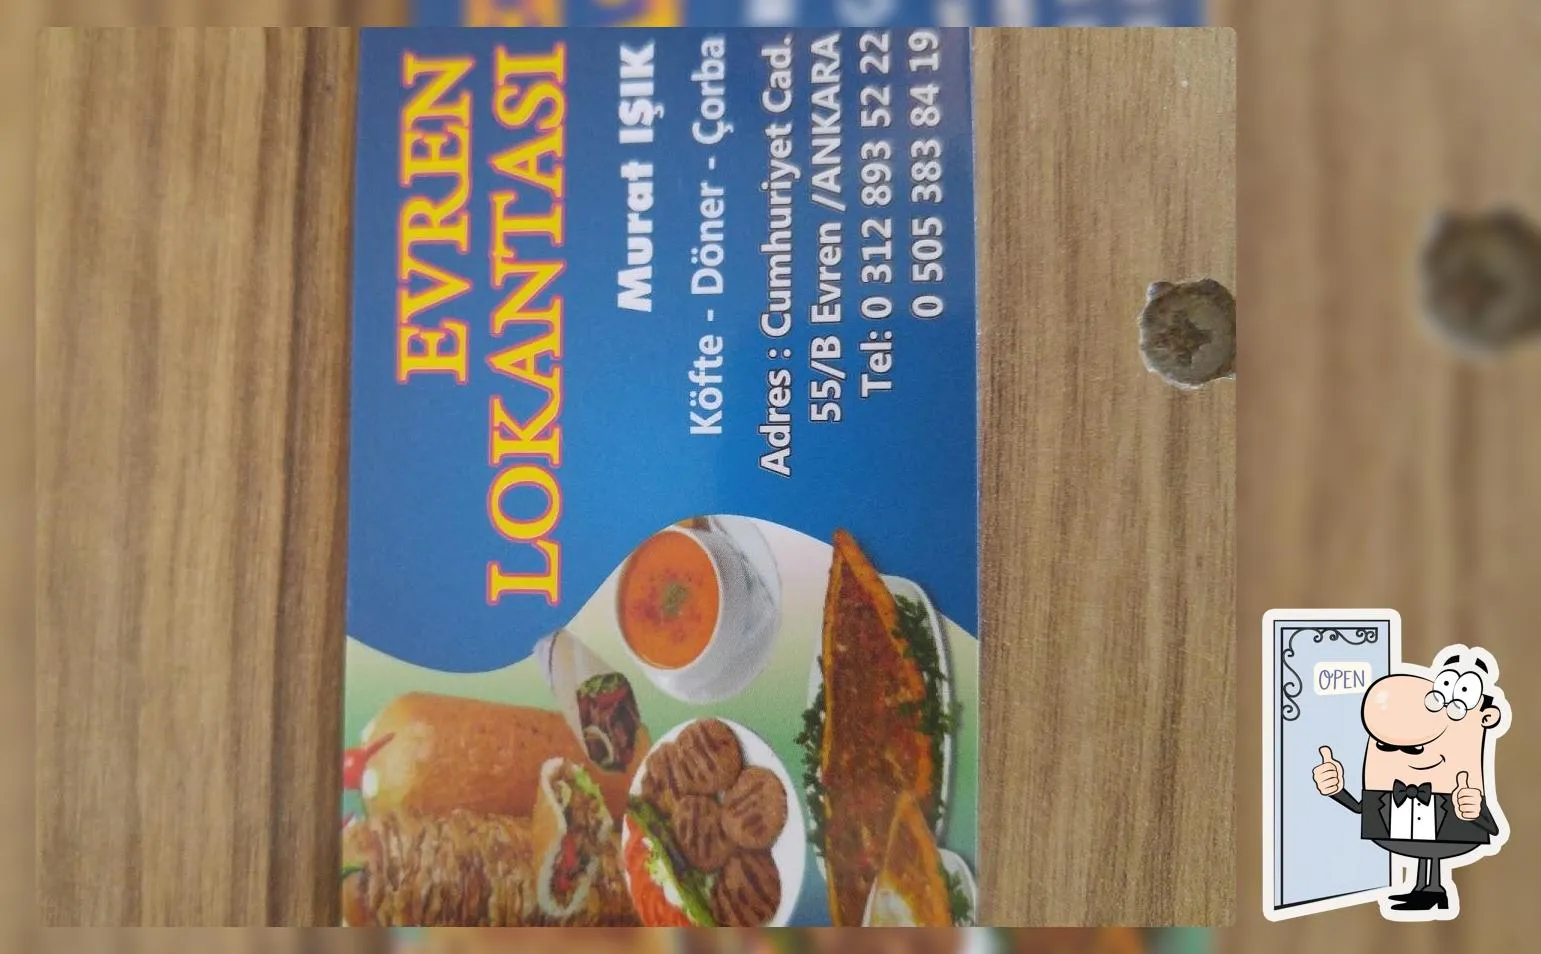 EVREN
LOKANTASI
Murat IŞIK
Köfte - Döner - Çorba
Adres : Cumhuriyet Cad.
55/B Evren /ANKARA
Tel: 0 312 893 52 22
0 505 383 84 19
OPEN